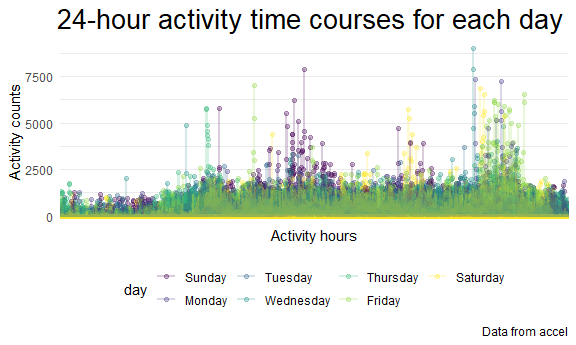 24-hour activity time courses for each day
Activity counts
7500
5000
2500
0
Activity hours
day
Sunday Tuesday Thursday Saturday
Monday Wednesday Friday
Data from accel